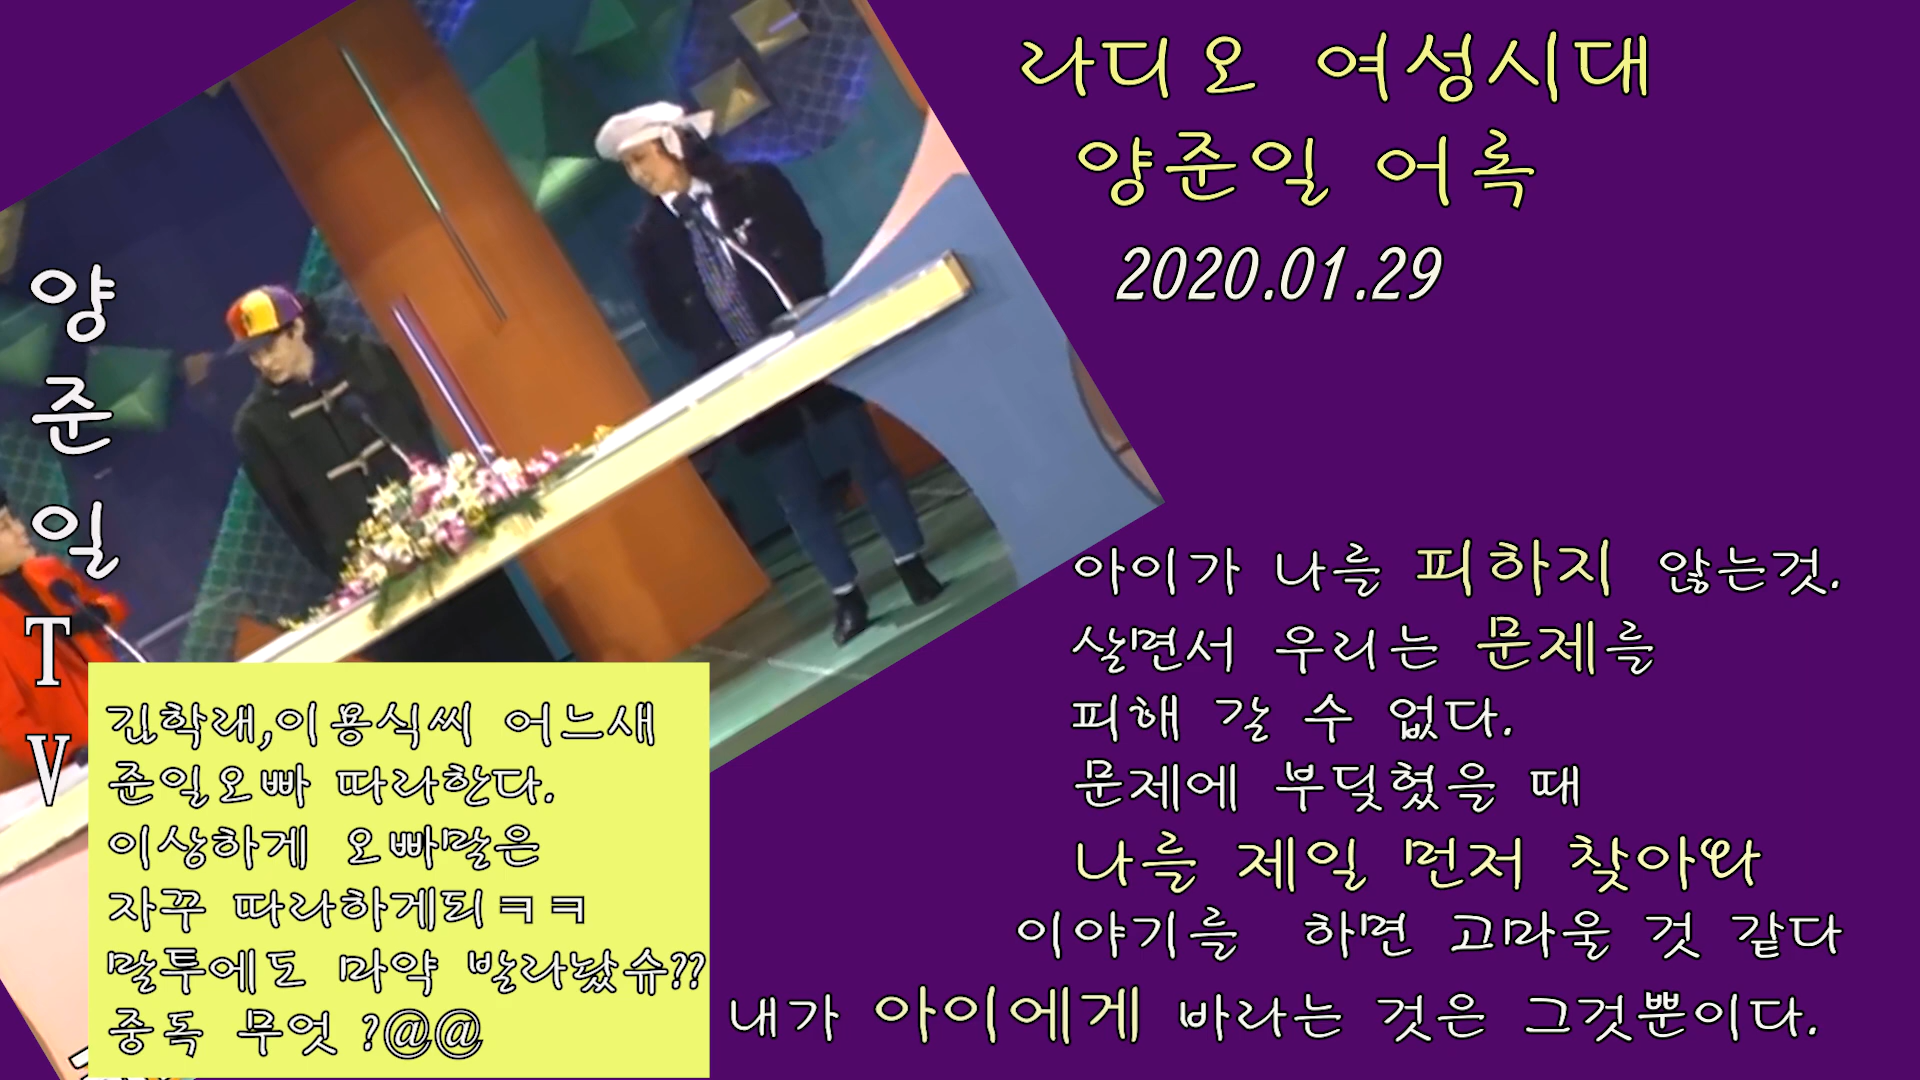 라디오 여성시대
양준일 어록
2020.01.29
양준일TV
아이가 나를 피하지 않는것.
살면서 우리는 문제를
피해 갈 수 없다.
문제에 부딪혔을 때
나를 제일 먼저 찾아와
이야기를 하면 고마울 것 같다
내가 아이에게 바라는 것은 그것뿐이다.
김학래,이용식씨 어느새
준일오빠 따라한다.
이상하게 오빠말은
자꾸 따라하게되ㅋㅋ
말투에도 마약 발라놨슈??
중독 무엇?@@